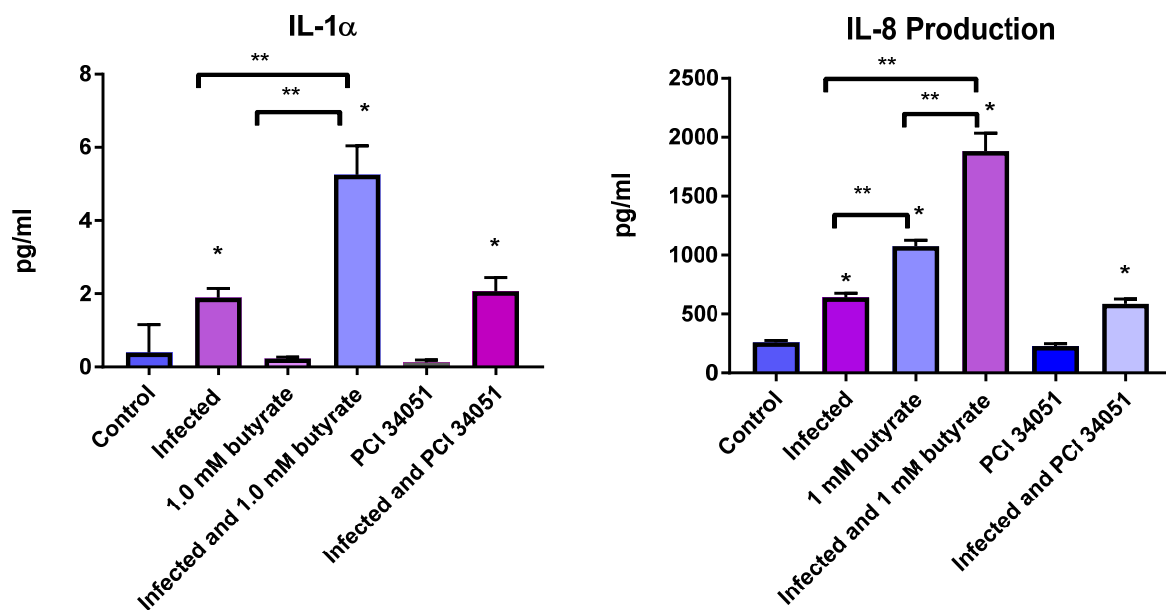 IL-1α
pg/ml
8
6
4
2
0
**
**
*
*
*
Control
Infected
1.0 mM butyrate
Infected and 1.0 mM butyrate
PCI 34051
Infected and PCI 34051
IL-8 Production
pg/ml
2500
2000
1500
1000
500
0
**
**
*
**
*
*
*
Control
Infected
1 mM butyrate
Infected and 1 mM butyrate
PCI 34051
Infected and PCI 34051